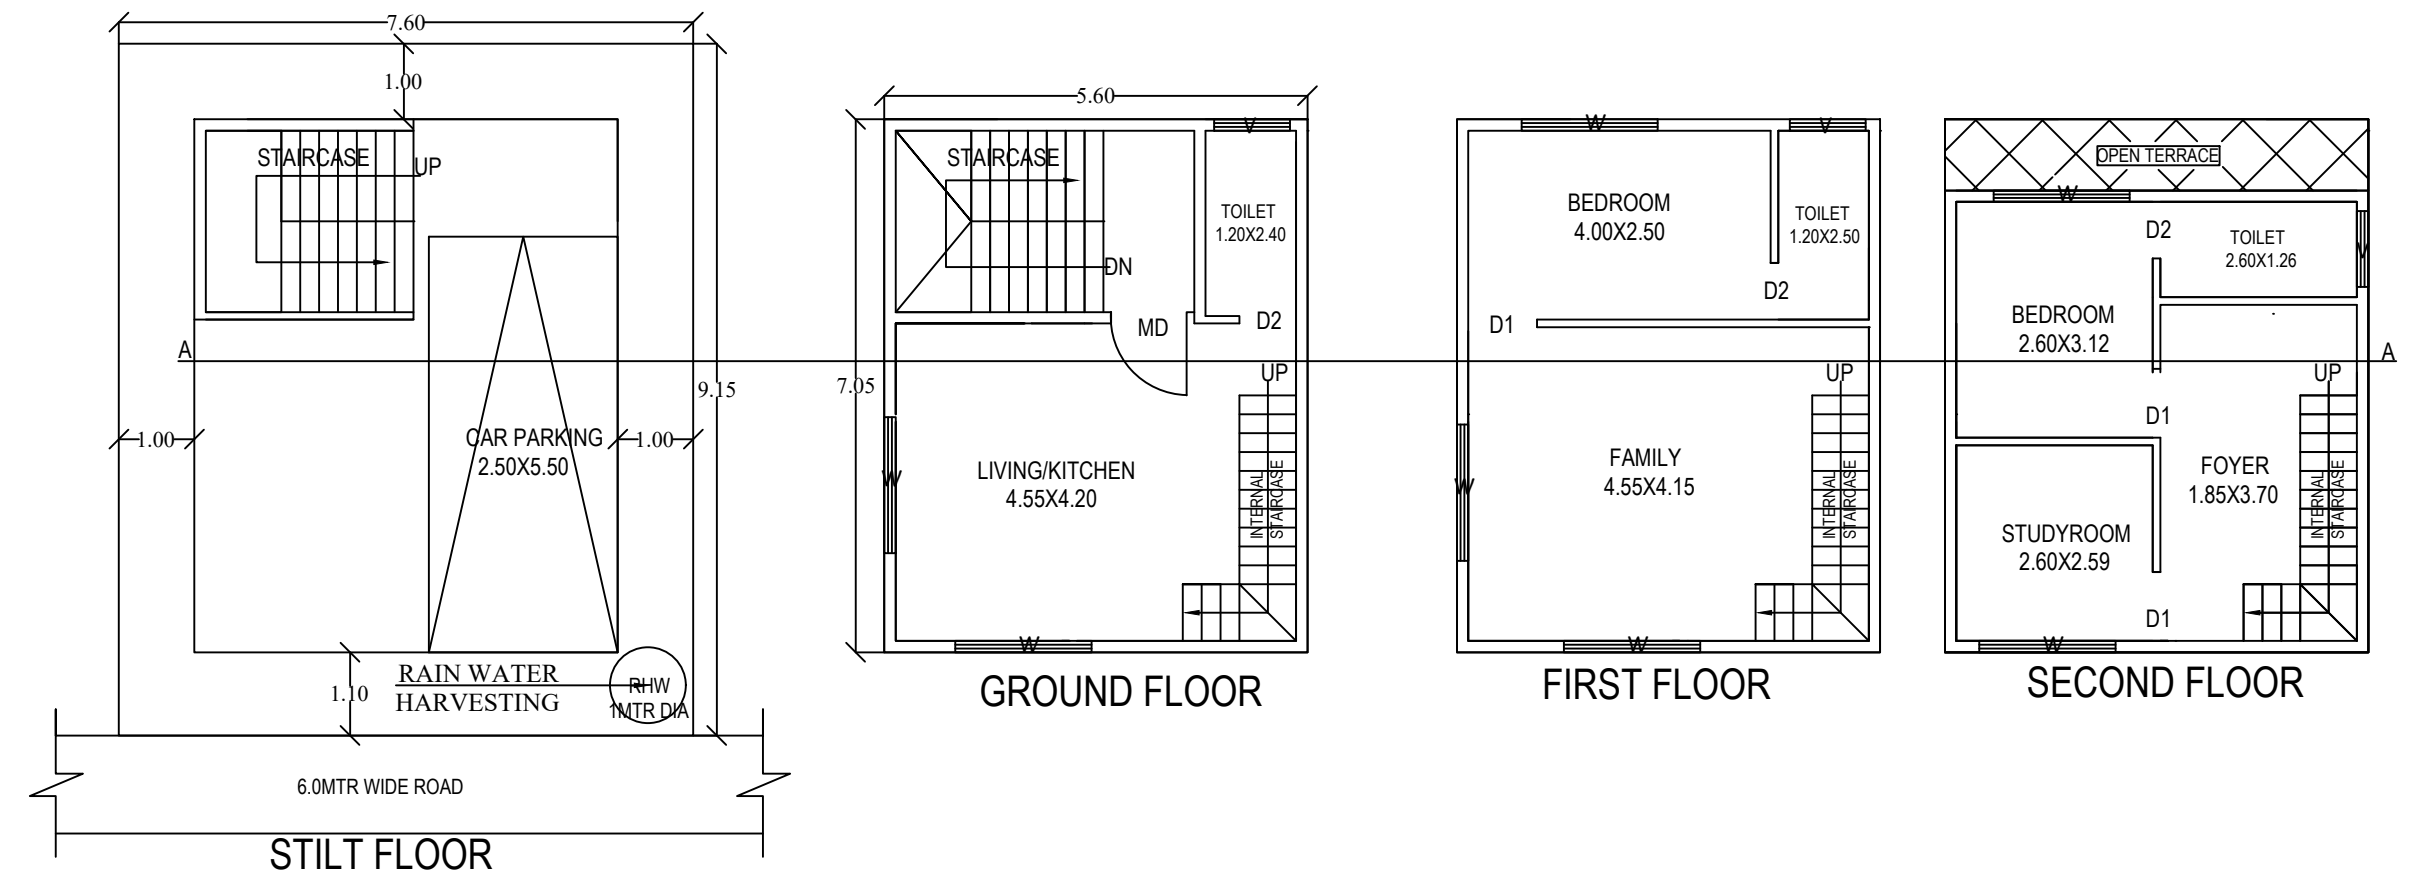 7.60
1.00
STAIRCASE
UP
A
9.15
1.00
CAR PARKING
2.50X5.50
1.00
1.10
RAIN WATER
HARVESTING
RHW
1MTR DIA
6.0MTR WIDE ROAD
STILT FLOOR
5.60
V
STAIRCASE
TOILET
1.20X2.40
DN
MD
D2
7.05
UP
W
LIVING/KITCHEN
4.55X4.20
INTERNAL
STAIRCASE
W
GROUND FLOOR
W
V
BEDROOM
4.00X2.50
TOILET
1.20X2.50
D2
D1
UP
W
FAMILY
4.55X4.15
INTERNAL
STAIRCASE
W
FIRST FLOOR
OPEN TERRACE
W
D2
TOILET
2.60X1.26
V
BEDROOM
2.60X3.12
A
UP
D1
FOYER
1.85X3.70
INTERNAL
STAIRCASE
STUDYROOM
2.60X2.59
D1
W
SECOND FLOOR